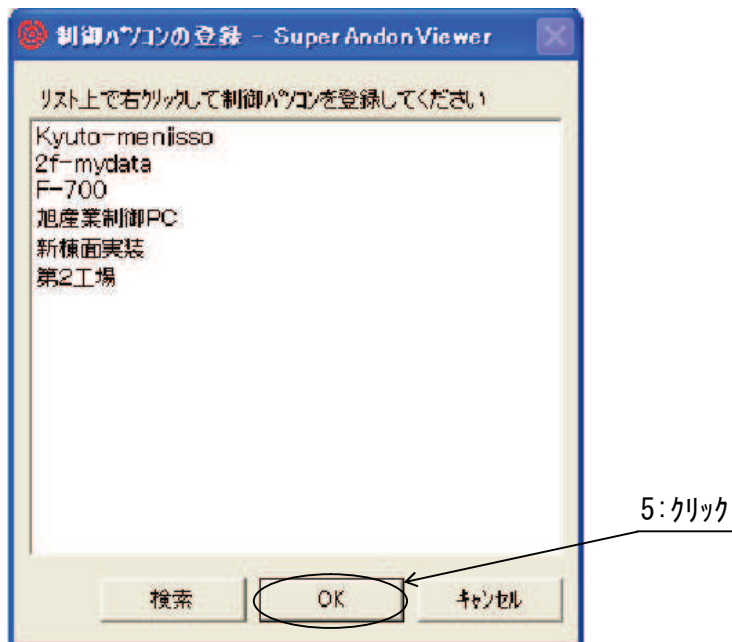 制御ﾊﾟｿｺﾝの登録 - Super Andon Viewer
ﾘｽﾄ上で右ｸﾘｯｸして制御ﾊﾟｿｺﾝを登録してください
Kyuto-menjisso
2f-mydata
F-700
旭産業制御PC
新棟面実装
第2工場
5:ｸﾘｯｸ
検索
OK
ｷｬﾝｾﾙ